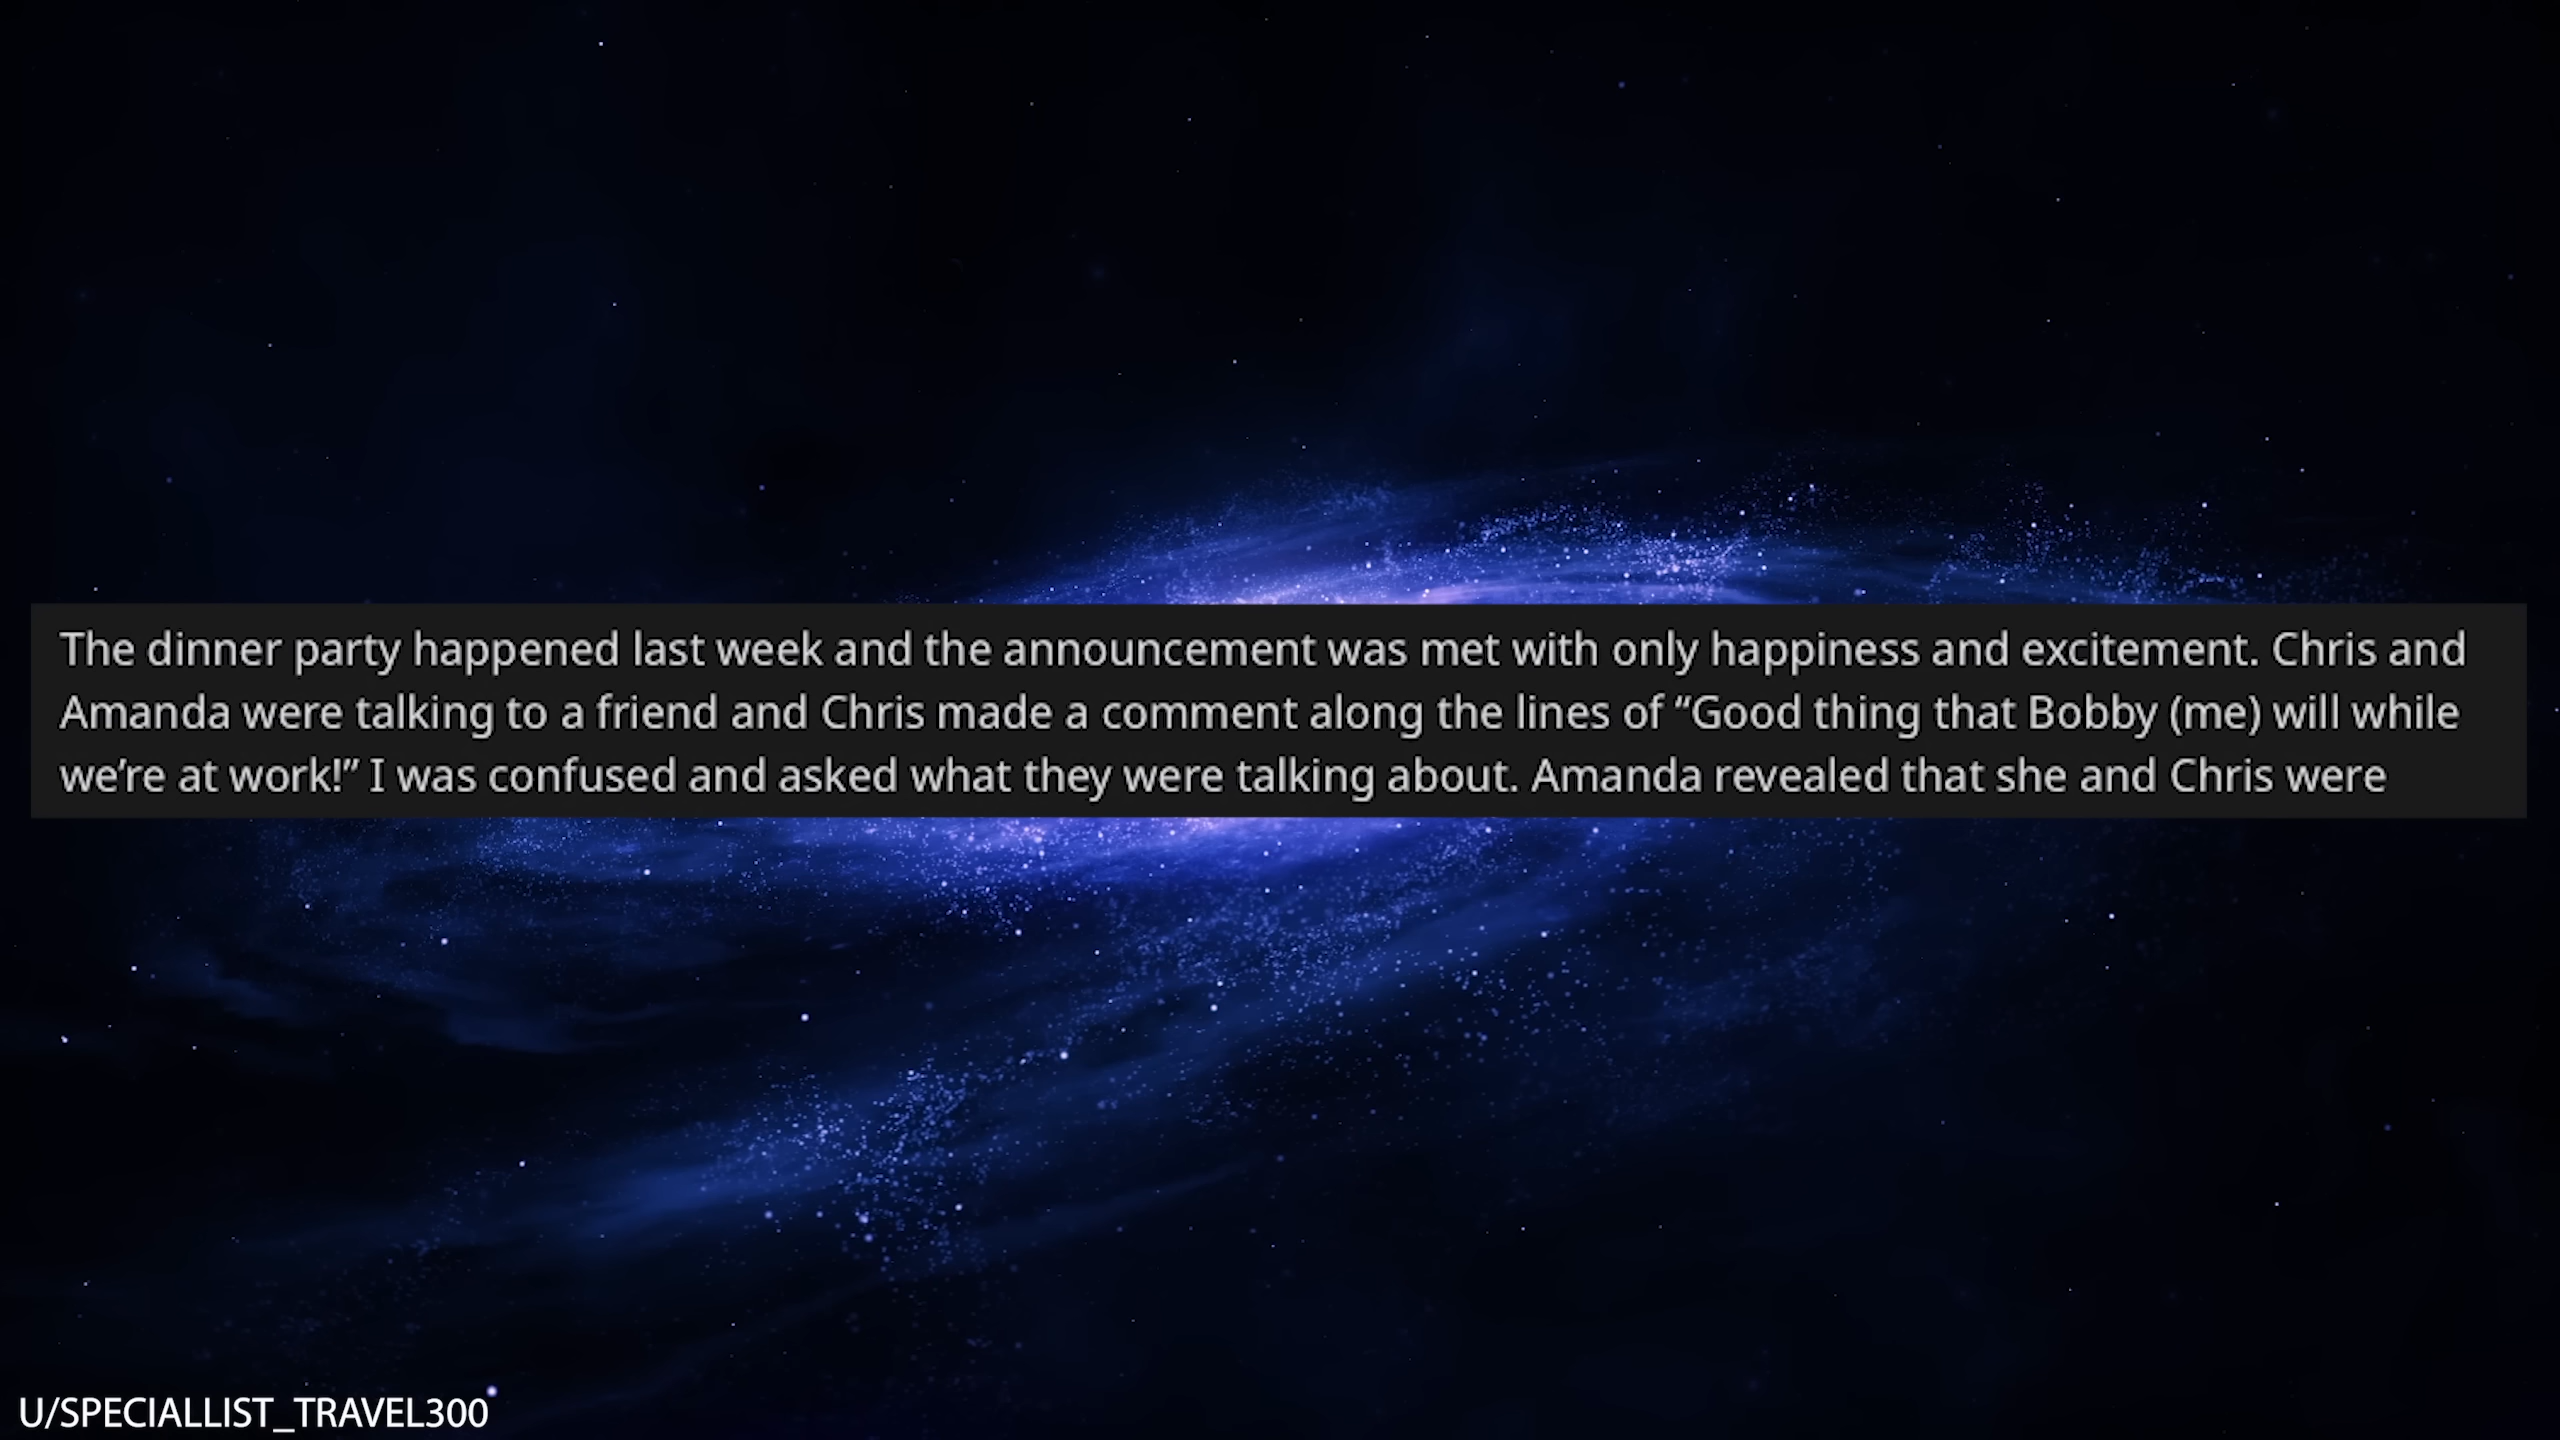 The dinner party happened last week and the announcement was met with only happiness and excitement. Chris and
Amanda were talking to a friend and Chris made a comment along the lines of “Good thing that Bobby (me) will while
we’re at work!” I was confused and asked what they were talking about. Amanda revealed that she and Chris were
U/SPECIALLIST_TRAVEL300